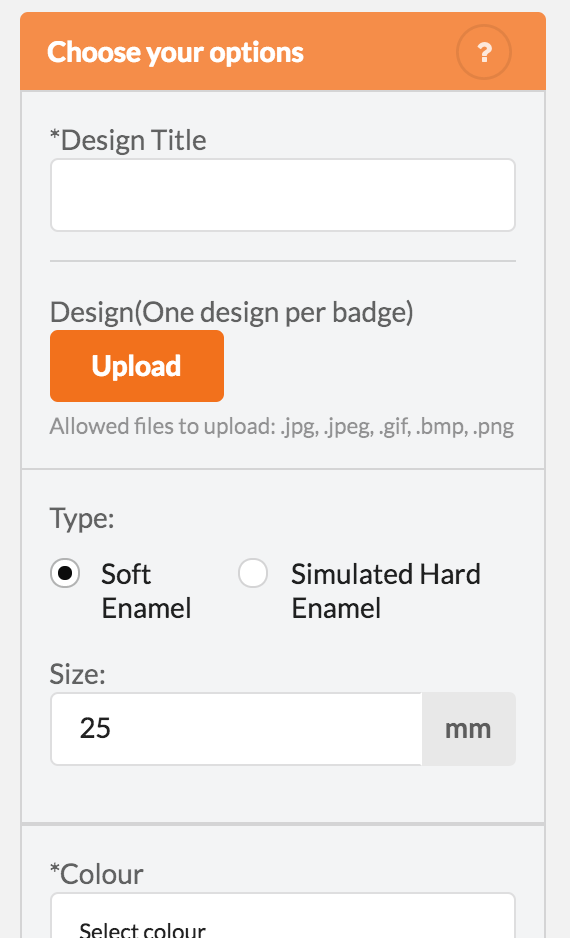 Choose your options
?
*Design Title
Design(One design per badge)
Upload
Allowed files to upload: .jpg, .jpeg, .gif, .bmp, .png
Type:
Soft Enamel
Simulated Hard Enamel
Size:
25 mm
*Colour
Select colour